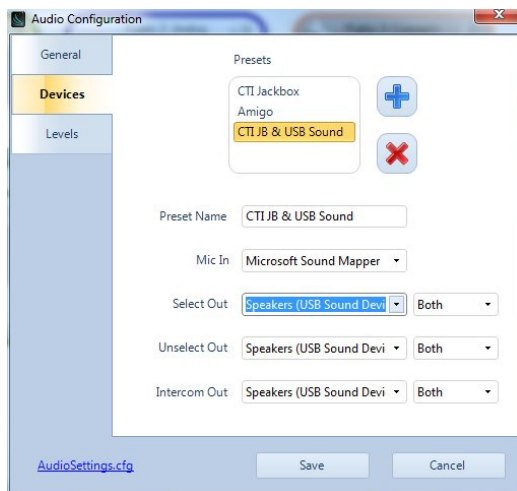 Audio Configuration
General
Devices
Levels
Presets
CTI Jackbox
Amigo
CTI JB & USB Sound
Preset Name CTI JB & USB Sound
Mic In Microsoft Sound Mapper
Select Out Speakers (USB Sound Devi Both
Unselect Out Speakers (USB Sound Devi Both
Intercom Out Speakers (USB Sound Devi Both
AudioSettings.cfg Save Cancel